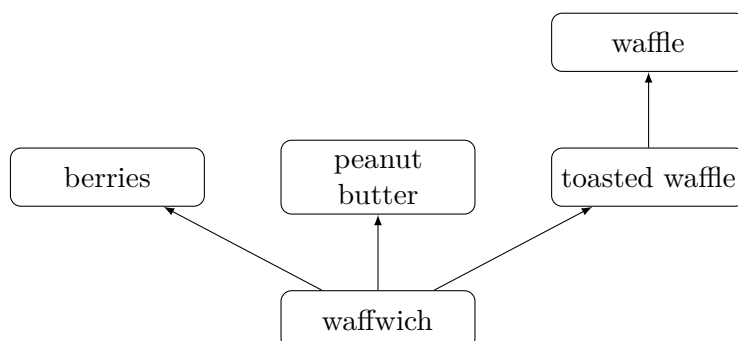 waffle
berries
peanut
butter
toasted waffle
waffwich